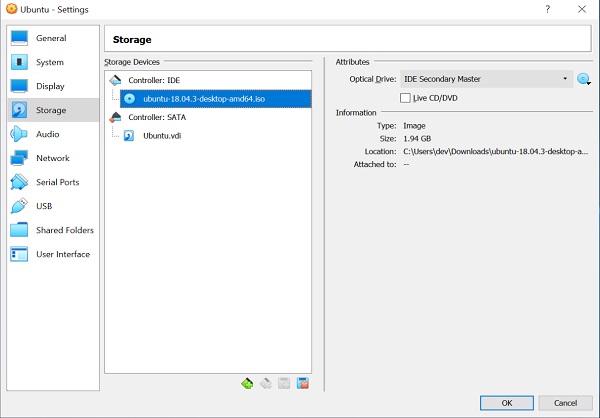 Ubuntu - Settings
General
System
Display
Storage
Audio
Network
Serial Ports
USB
Shared Folders
User Interface
Storage
Storage Devices
Controller: IDE
ubuntu-18.04.3-desktop-amd64.iso
Controller: SATA
Ubuntu.vdi
Attributes
Optical Drive: IDE Secondary Master
Live CD/DVD
Information
Type: Image
Size: 1.94 GB
Location: C:\Users\dev\Downloads\ubuntu-18.04.3-desktop-a...
Attached to: --
OK Cancel